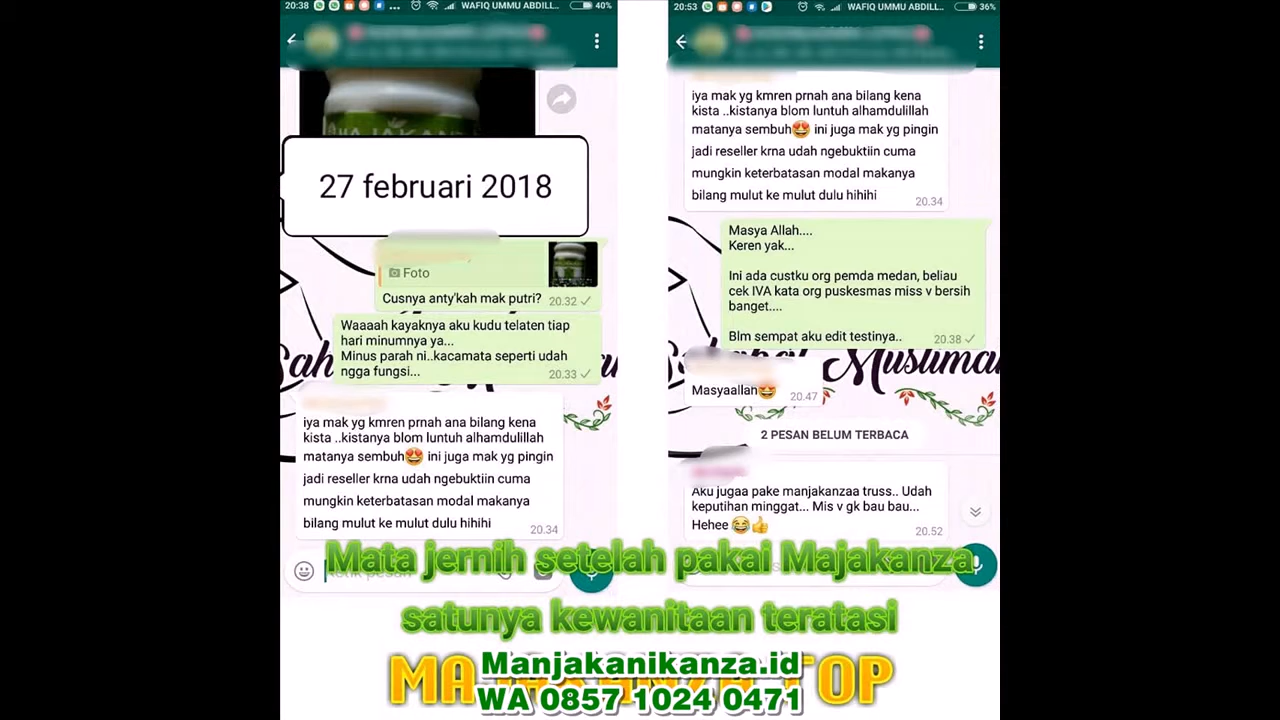 20:38
WAFIQ UMMU ABDILL...
40%
27 februari 2018
Foto
Cusnya anty'kah mak putri?
20.32
Waaaah kayaknya aku kudu telaten tiap
hari minumnya ya...
Minus parah ni..kacamata seperti udah
ngga fungsi...
20.33
iya mak yg kmren prnah ana bilang kena
kista ..kistanya blom luntuh alhamdulillah
matanya sembuh😍 ini juga mak yg pingin
jadi reseller krna udah ngebuktiin cuma
mungkin keterbatasan modal makanya
bilang mulut ke mulut dulu hihihi
20.34
20:53
WAFIQ UMMU ABDILL...
36%
iya mak yg kmren prnah ana bilang kena
kista ..kistanya blom luntuh alhamdulillah
matanya sembuh😍 ini juga mak yg pingin
jadi reseller krna udah ngebuktiin cuma
mungkin keterbatasan modal makanya
bilang mulut ke mulut dulu hihihi
20.34
Masya Allah....
Keren yak...
Ini ada custku org pemda medan, beliau
cek IVA kata org puskesmas miss v bersih
banget....
Blm sempat aku edit testinya..
20.38
Muslimah
Masyaallah😍
20.47
2 PESAN BELUM TERBACA
Aku jugaa pake manjakanzaa truss.. Udah
keputihan minggat... Mis v gk bau bau...
Hehee 😂👍
20.52
Mata jernih setelah pakai Majakanza
satunya kewanitaan teratasi
Manjakanikanza.id
WA 0857 1024 0471